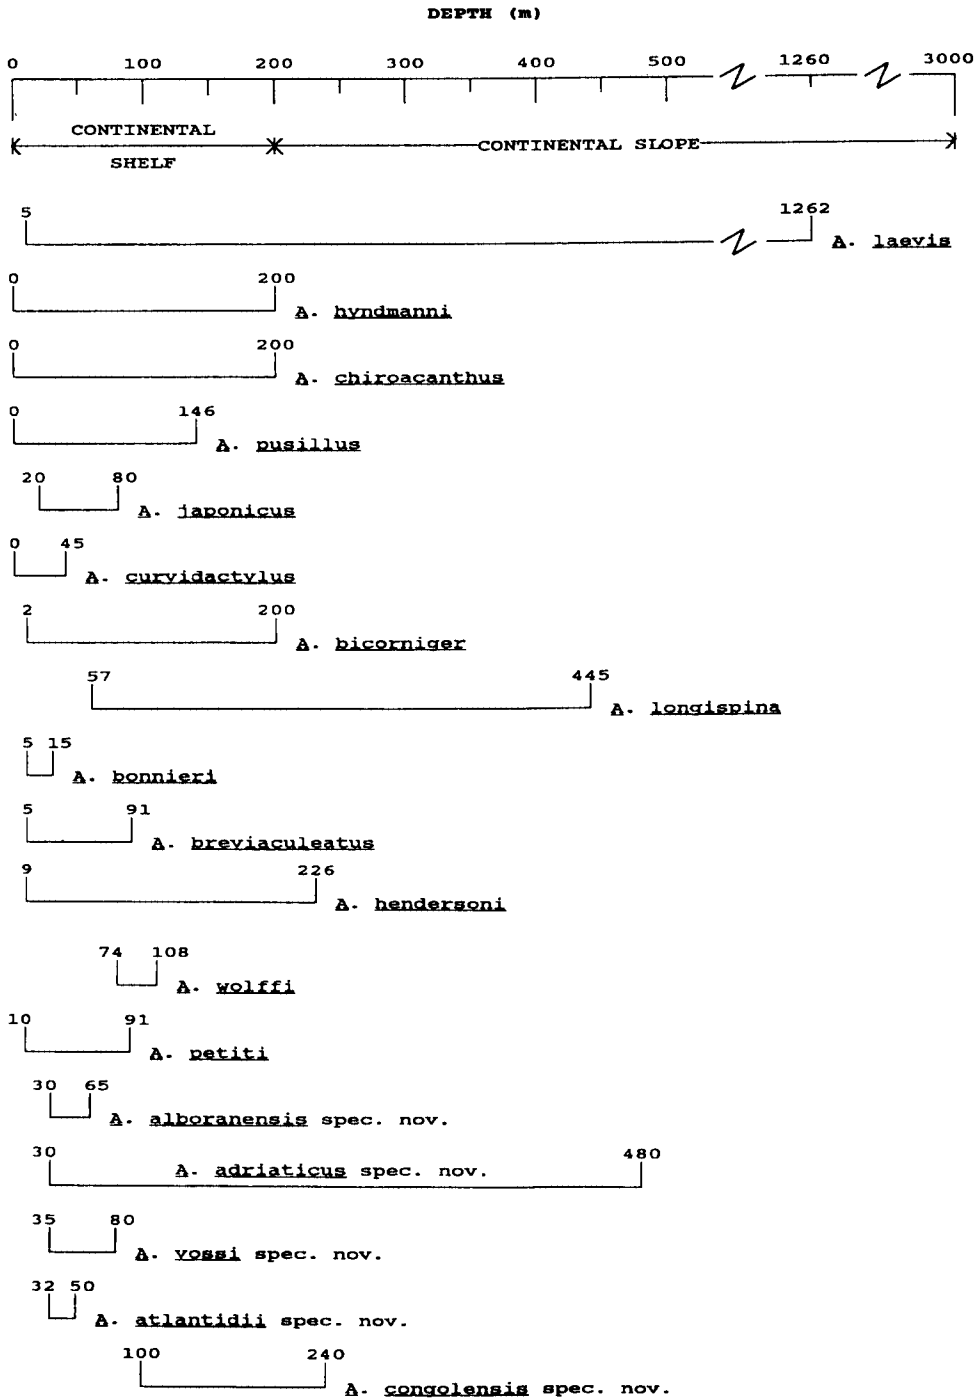 DEPTH (m)
0 100 200 300 400 500 1260 3000
CONTINENTAL
SHELF
CONTINENTAL SLOPE
5 1262
A. laevis
0 200
A. hyndmanni
0 200
A. chiroacanthus
0 146
A. pusillus
20 80
A. japonicus
0 45
A. curvidactylus
2 200
A. bicorniger
57 445
A. longispina
5 15
A. bonnieri
5 91
A. breviaculeatus
9 226
A. hendersoni
74 108
A. wolffi
10 91
A. petiti
30 65
A. alboranensis spec. nov.
30 480
A. adriaticus spec. nov.
35 80
A. vossi spec. nov.
32 50
A. atlantidii spec. nov.
100 240
A. congolensis spec. nov.